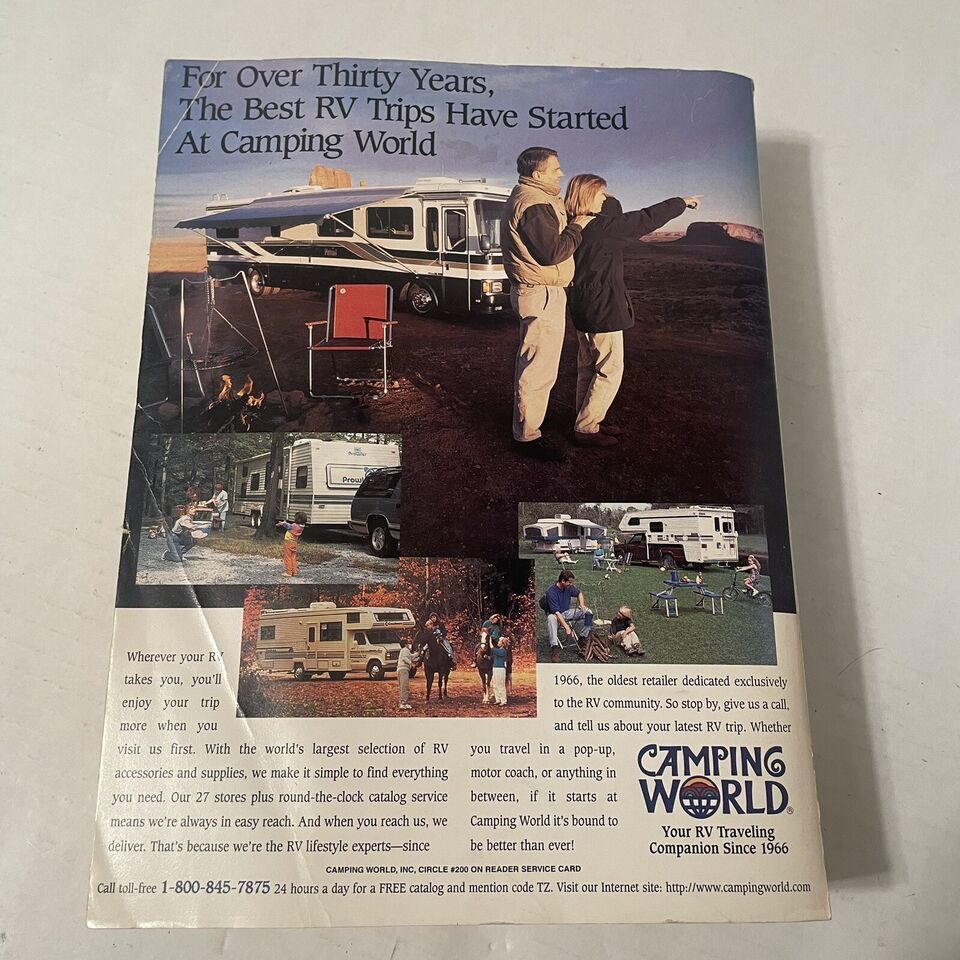 For Over Thirty Years,
The Best RV Trips Have Started
At Camping World
Prowler
Prowl
Wherever your RV
takes you, you'll
enjoy your trip
more when you
visit us first. With the world's largest selection of RV
accessories and supplies, we make it simple to find everything
you need. Our 27 stores plus round-the-clock catalog service
means we're always in easy reach. And when you reach us, we
deliver. That's because we're the RV lifestyle experts—since
1966, the oldest retailer dedicated exclusively
to the RV community. So stop by, give us a call,
and tell us about your latest RV trip. Whether
you travel in a pop-up,
motor coach, or anything in
between, if it starts at
Camping World it's bound to
be better than ever!
CAMPING
WORLD®
Your RV Traveling
Companion Since 1966
CAMPING WORLD, INC, CIRCLE #200 ON READER SERVICE CARD
Call toll-free 1-800-845-7875 24 hours a day for a FREE catalog and mention code TZ. Visit our Internet site: http://www.campingworld.com